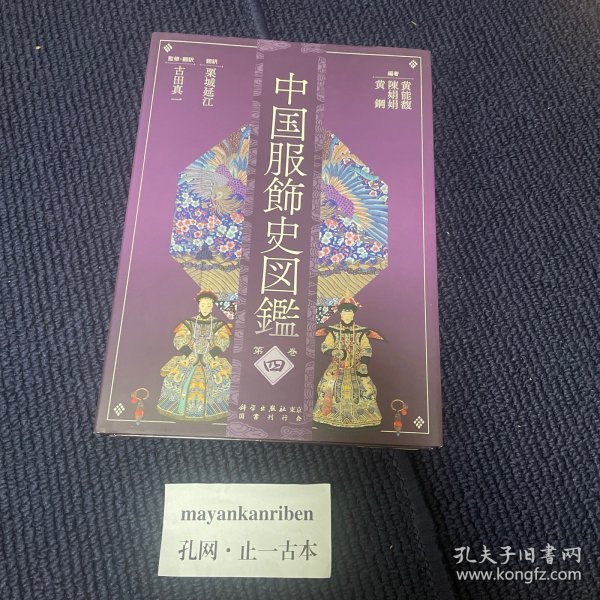 中国服飾史図鑑
第四巻
編著
黄能馥
陳娟娟
黄鋼
翻訳
栗城延江
監修・翻訳
古田真一
科学出版社東京
国書刊行会
mayankanriben
孔网·止一古本
孔夫子旧书网
www.kongfz.com